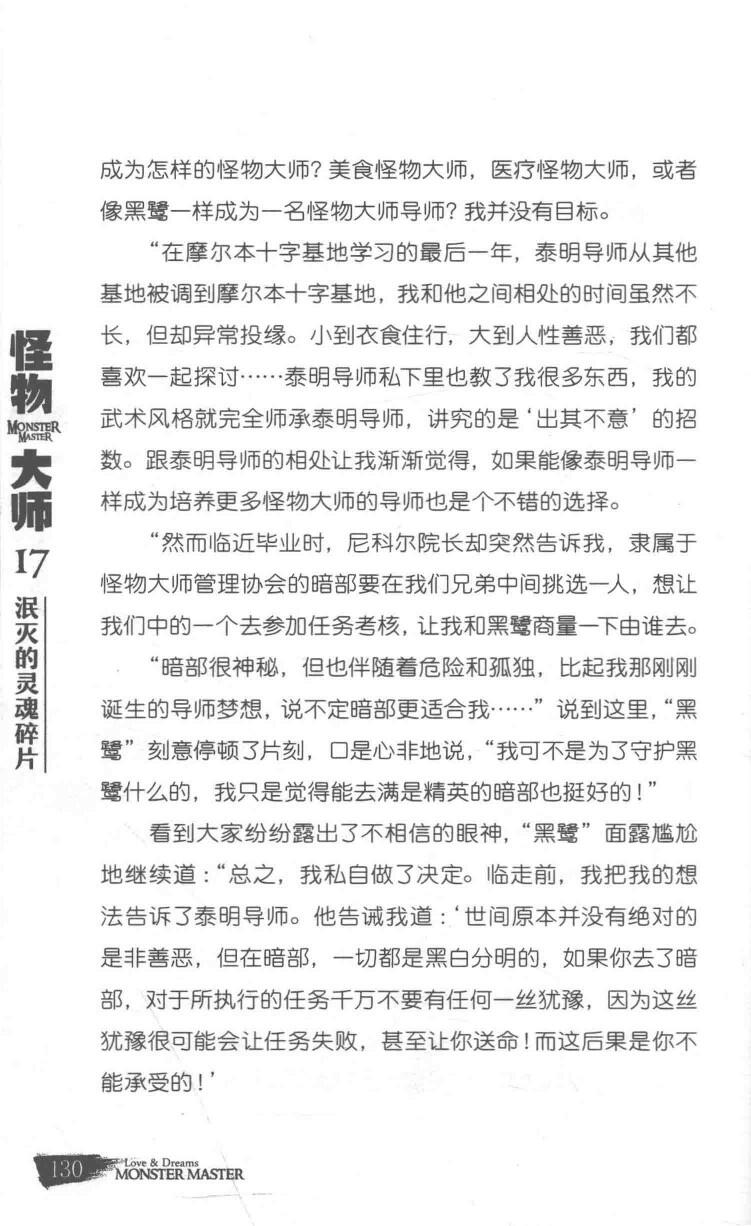 成为怎样的怪物大师？美食怪物大师，医疗怪物大师，或者
像黑鹭一样成为一名怪物大师导师？我并没有目标。
“在摩尔本十字基地学习的最后一年，泰明导师从其他
基地被调到摩尔本十字基地，我和他之间相处的时间虽然不
长，但却异常投缘。小到衣食住行，大到人性善恶，我们都
喜欢一起探讨……泰明导师私下里也教了我很多东西，我的
武术风格就完全师承泰明导师，讲究的是‘出其不意’的招
数。跟泰明导师的相处让我渐渐觉得，如果能像泰明导师一
样成为培养更多怪物大师的导师也是个不错的选择。
“然而临近毕业时，尼科尔院长却突然告诉我，隶属于
怪物大师管理协会的暗部要在我们兄弟中间挑选一人，想让
我们中的一个去参加任务考核，让我和黑鹭商量一下由谁去。
“暗部很神秘，但也伴随着危险和孤独，比起我那刚刚
诞生的导师梦想，说不定暗部更适合我……”说到这里，“黑
鹭”刻意停顿了片刻，口是心非地说，“我可不是为了守护黑
鹭什么的，我只是觉得能去满是精英的暗部也挺好的！”
看到大家纷纷露出了不相信的眼神，“黑鹭”面露尴尬
地继续道：“总之，我私自做了决定。临走前，我把我的想
法告诉了泰明导师。他告诫我道：‘世间原本并没有绝对的
是非善恶，但在暗部，一切都是黑白分明的，如果你去了暗
部，对于所执行的任务千万不要有任何一丝犹豫，因为这丝
犹豫很可能会让任务失败，甚至让你送命！而这后果是你不
能承受的！’
怪物
MONSTER
MASTER
大师
17
泯灭的灵魂碎片
130
Love & Dreams
MONSTER MASTER